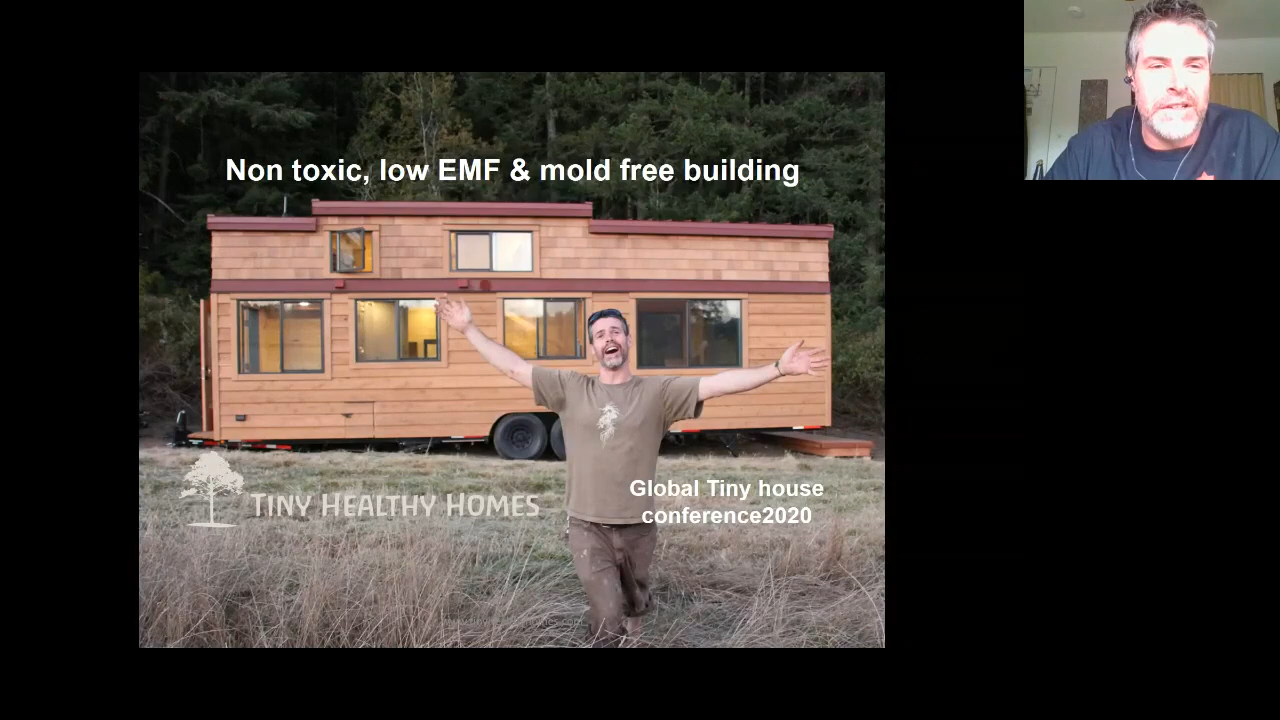 Non toxic, low EMF & mold free building
TINY HEALTHY HOMES
Global Tiny house
conference2020